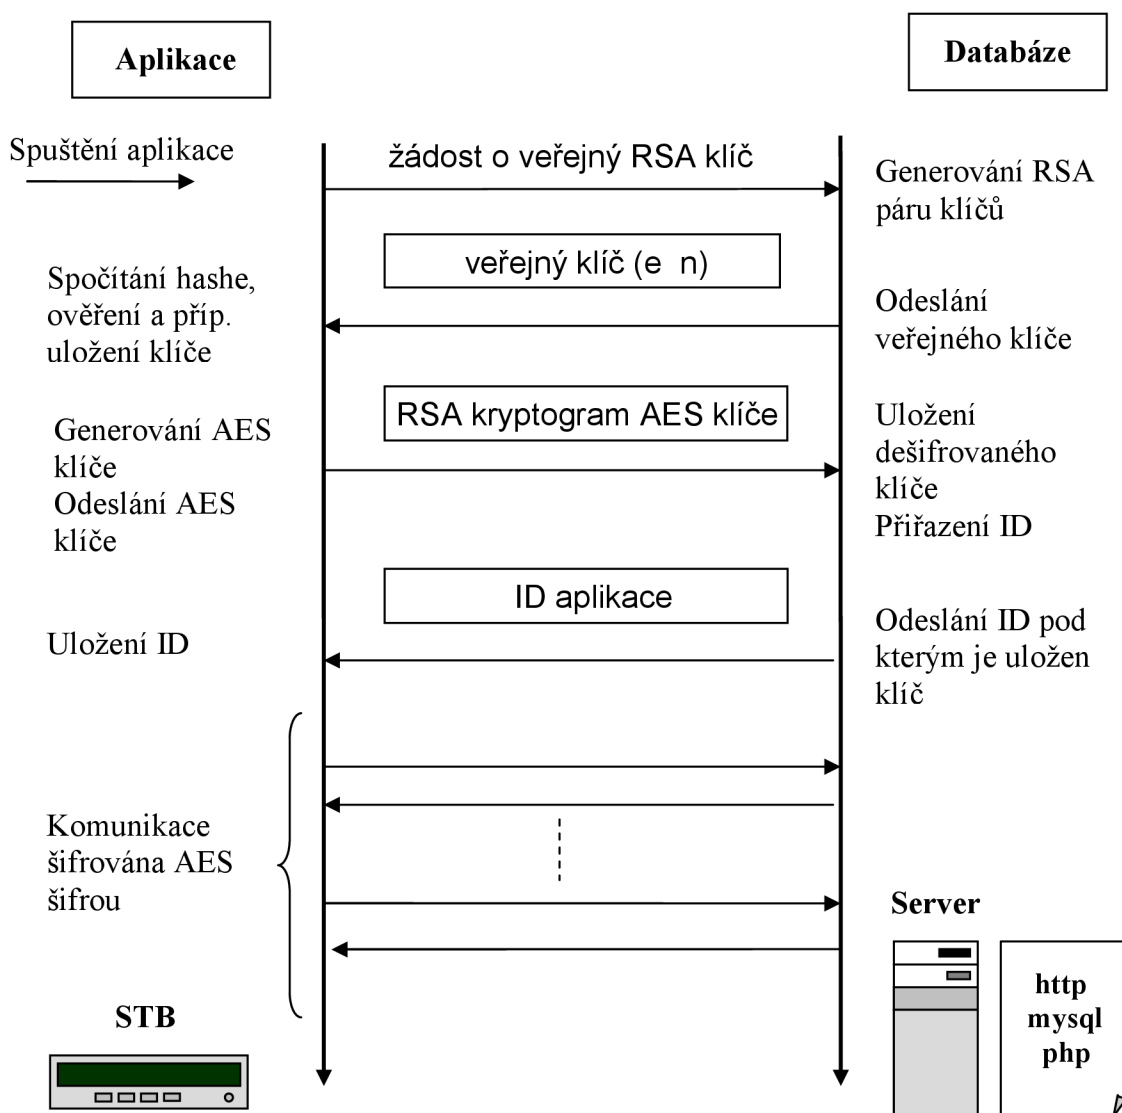 Aplikace
Databáze
Spuštění aplikace
žádost o veřejný RSA klíč
Generování RSA
páru klíčů
veřejný klíč (e n)
Spočítání hashe,
ověření a příp.
uložení klíče
Odeslání
veřejného klíče
RSA kryptogram AES klíče
Generování AES
klíče
Odeslání AES
klíče
Uložení
dešifrovaného
klíče
Přiřazení ID
ID aplikace
Uložení ID
Odeslání ID pod
kterým je uložen
klíč
Komunikace
šifrována AES
šifrou
Server
STB
http
mysql
php